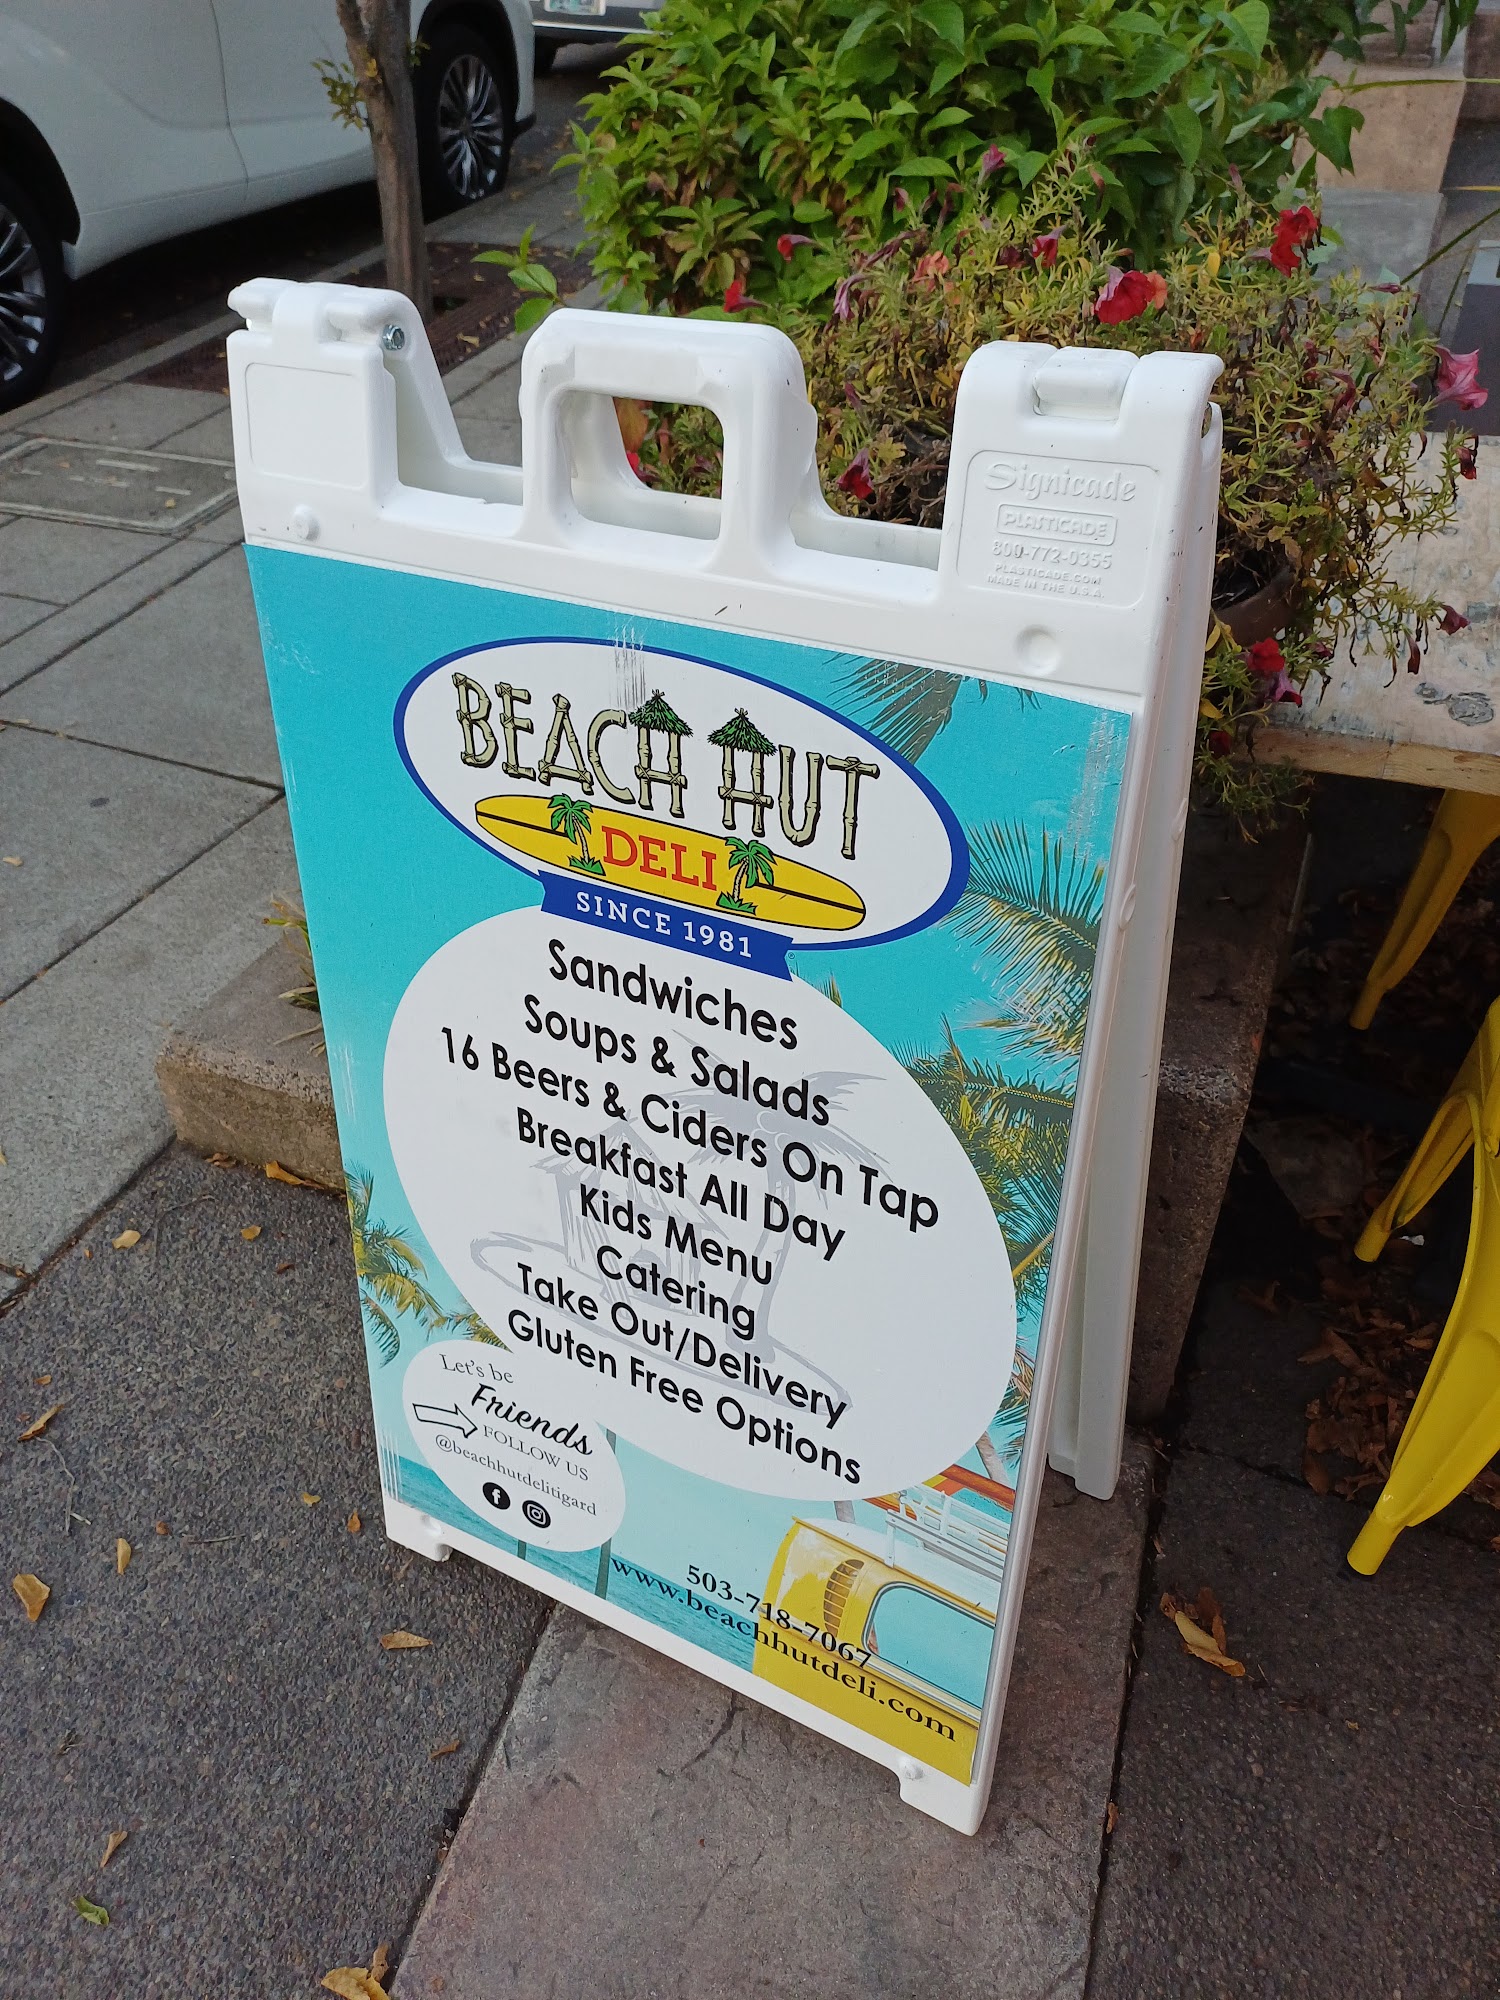 Signicade
PLASTICADE
800-772-0355
PLASTICADE.COM
MADE IN THE U.S.A.
BEACH HUT
DELI
SINCE 1981
Sandwiches
Soups & Salads
16 Beers & Ciders On Tap
Breakfast All Day
Kids Menu
Catering
Take Out/Delivery
Gluten Free Options
Let's be
Friends
FOLLOW US
@beachhutdelitigard
503-718-7067
www.beachhutdeli.com